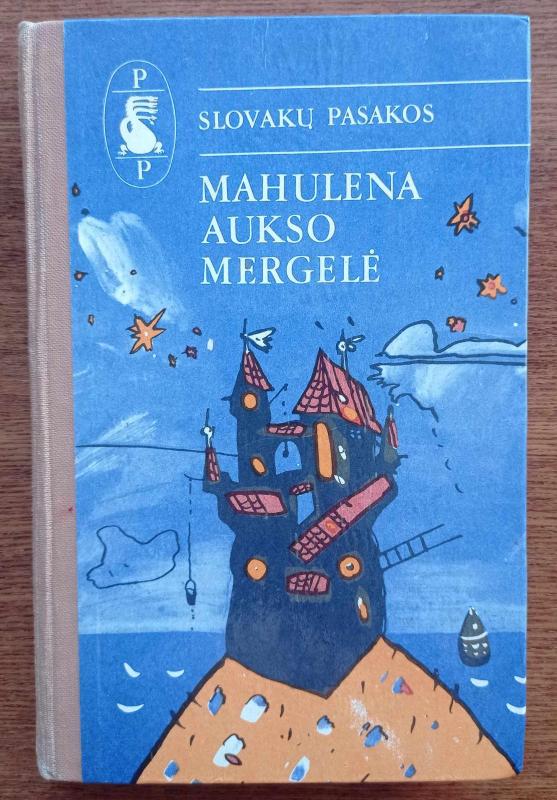 P
P
SLOVAKŲ PASAKOS
MAHULENA
AUKSO
MERGELĖ